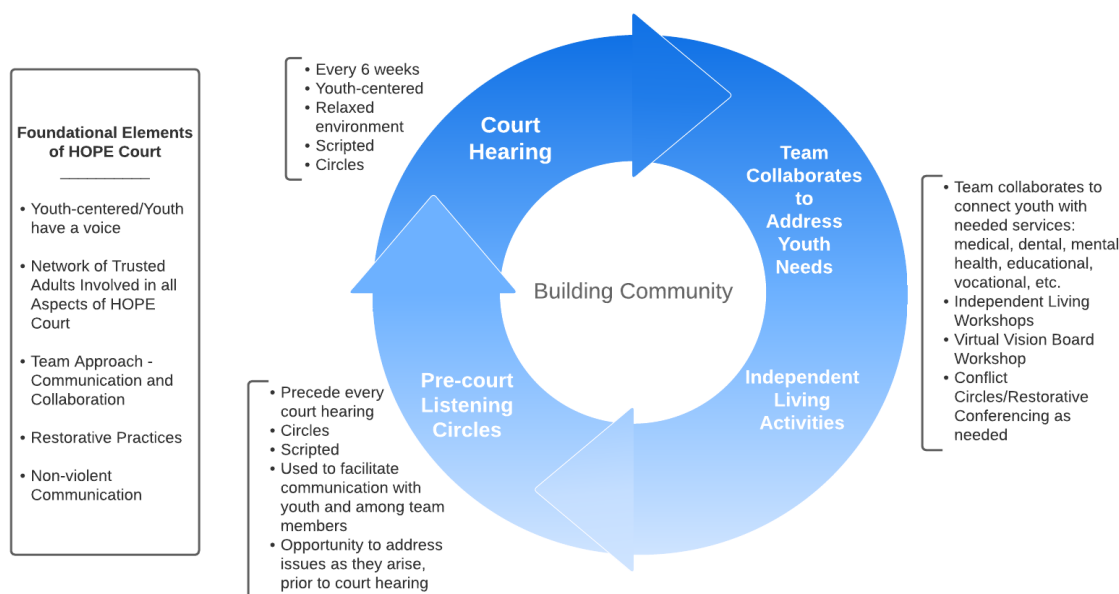 Foundational Elements
of HOPE Court
• Youth-centered/Youth
have a voice
• Network of Trusted
Adults Involved in all
Aspects of HOPE
Court
• Team Approach -
Communication and
Collaboration
• Restorative Practices
• Non-violent
Communication
• Every 6 weeks
• Youth-centered
• Relaxed
environment
• Scripted
• Circles
Court
Hearing
Team
Collaborates
to
Address
Youth
Needs
• Team collaborates to
connect youth with
needed services:
medical, dental, mental
health, educational,
vocational, etc.
• Independent Living
Workshops
• Virtual Vision Board
Workshop
• Conflict
Circles/Restorative
Conferencing as
needed
Building Community
Independent
Living
Activities
Pre-court
Listening
Circles
• Precede every
court hearing
• Circles
• Scripted
• Used to facilitate
communication with
youth and among team
members
• Opportunity to address
issues as they arise,
prior to court hearing